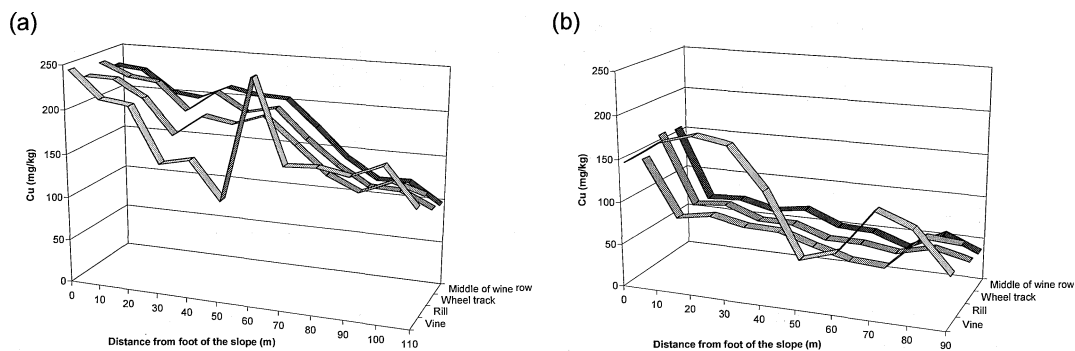 (a)
250
200
150
100
50
0
Cu (mg/kg)
0 10 20 30 40 50 60 70 80 90 100 110
Distance from foot of the slope (m)
Middle of wine row
Wheel track
Rill
Vine
(b)
250
200
150
100
50
0
Cu (mg/kg)
0 10 20 30 40 50 60 70 80 90
Distance from foot of the slope (m)
Middle of wine row
Wheel track
Rill
Vine